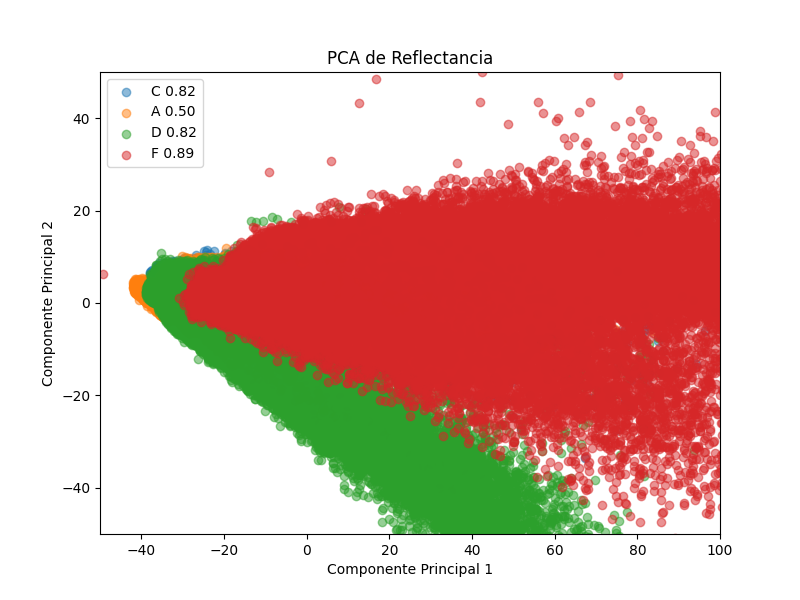 PCA de Reflectancia
C 0.82
A 0.50
D 0.82
F 0.89
Componente Principal 2
40
20
0
−20
−40
−40 −20 0 20 40 60 80 100
Componente Principal 1